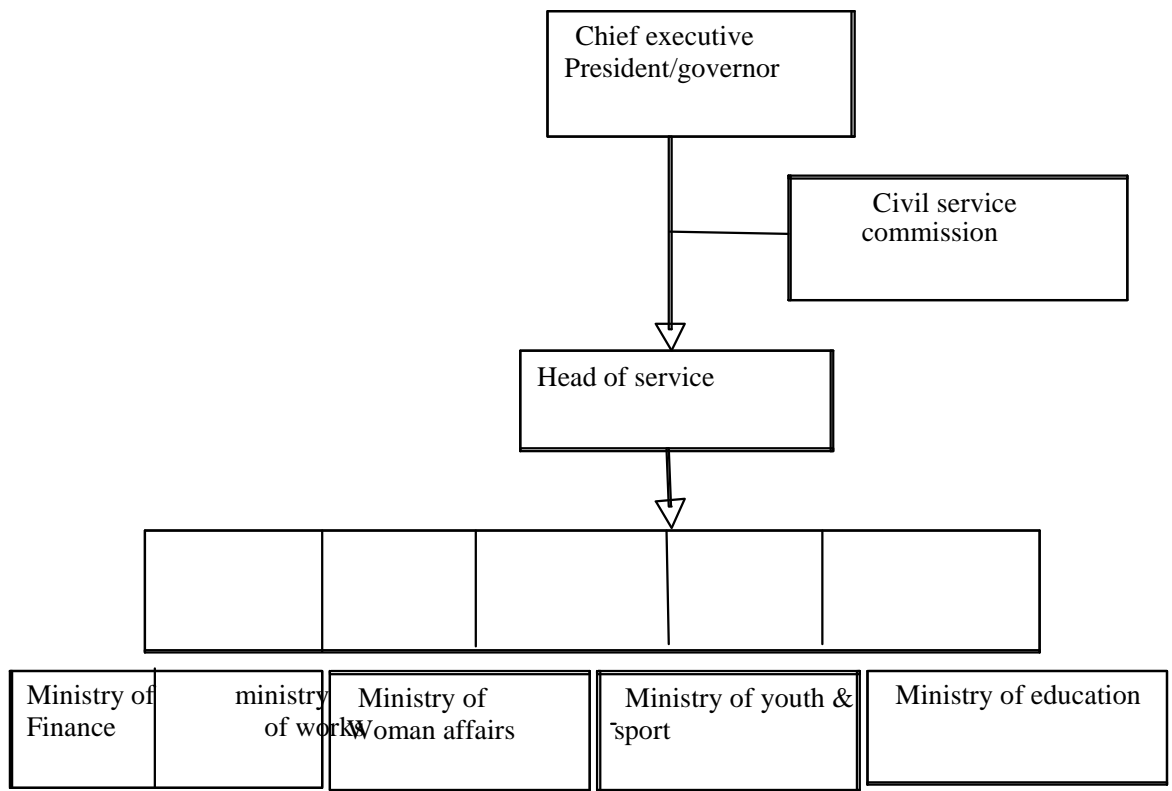 Chief executive
President/governor
Civil service
commission
Head of service
Ministry of
Finance
ministry
of works
Ministry of
Woman affairs
Ministry of youth &
-sport
Ministry of education